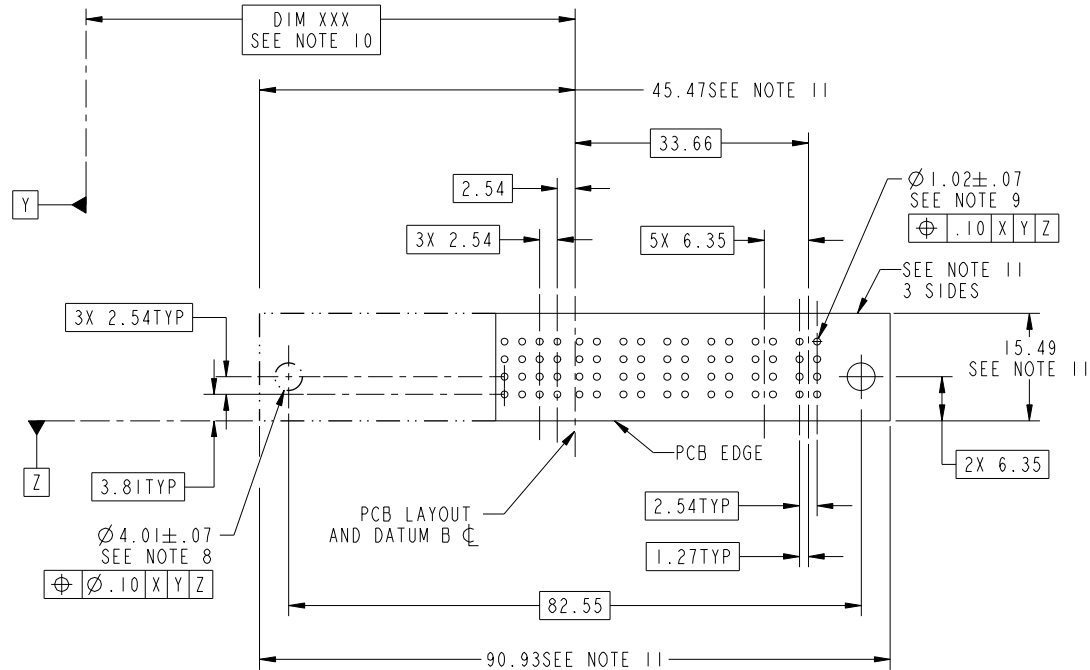 DIM XXX
SEE NOTE 10
45.47SEE NOTE 11
33.66
2.54
Ø1.02±.07
SEE NOTE 9
⌖ .10 X Y Z
Y
3X 2.54
5X 6.35
SEE NOTE 11
3 SIDES
3X 2.54TYP
15.49
SEE NOTE 11
PCB EDGE
2X 6.35
Z
3.81TYP
2.54TYP
PCB LAYOUT
AND DATUM B ℄
Ø4.01±.07
SEE NOTE 8
⌖ Ø.10 X Y Z
1.27TYP
82.55
90.93SEE NOTE 11